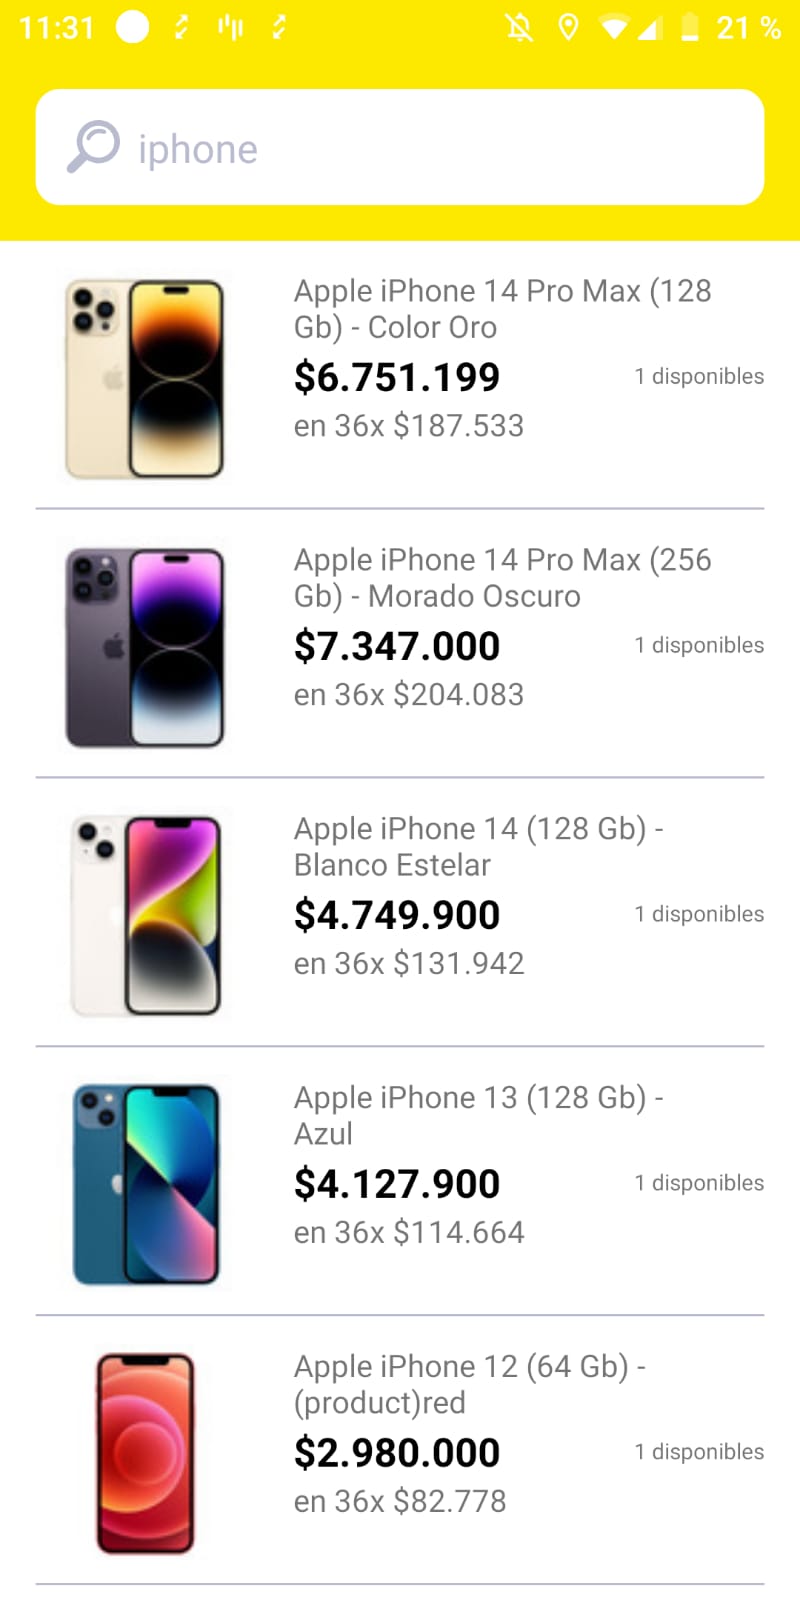 11:31
21 %
iphone
Apple iPhone 14 Pro Max (128
Gb) - Color Oro
$6.751.199
1 disponibles
en 36x $187.533
Apple iPhone 14 Pro Max (256
Gb) - Morado Oscuro
$7.347.000
1 disponibles
en 36x $204.083
Apple iPhone 14 (128 Gb) -
Blanco Estelar
$4.749.900
1 disponibles
en 36x $131.942
Apple iPhone 13 (128 Gb) -
Azul
$4.127.900
1 disponibles
en 36x $114.664
Apple iPhone 12 (64 Gb) -
(product)red
$2.980.000
1 disponibles
en 36x $82.778